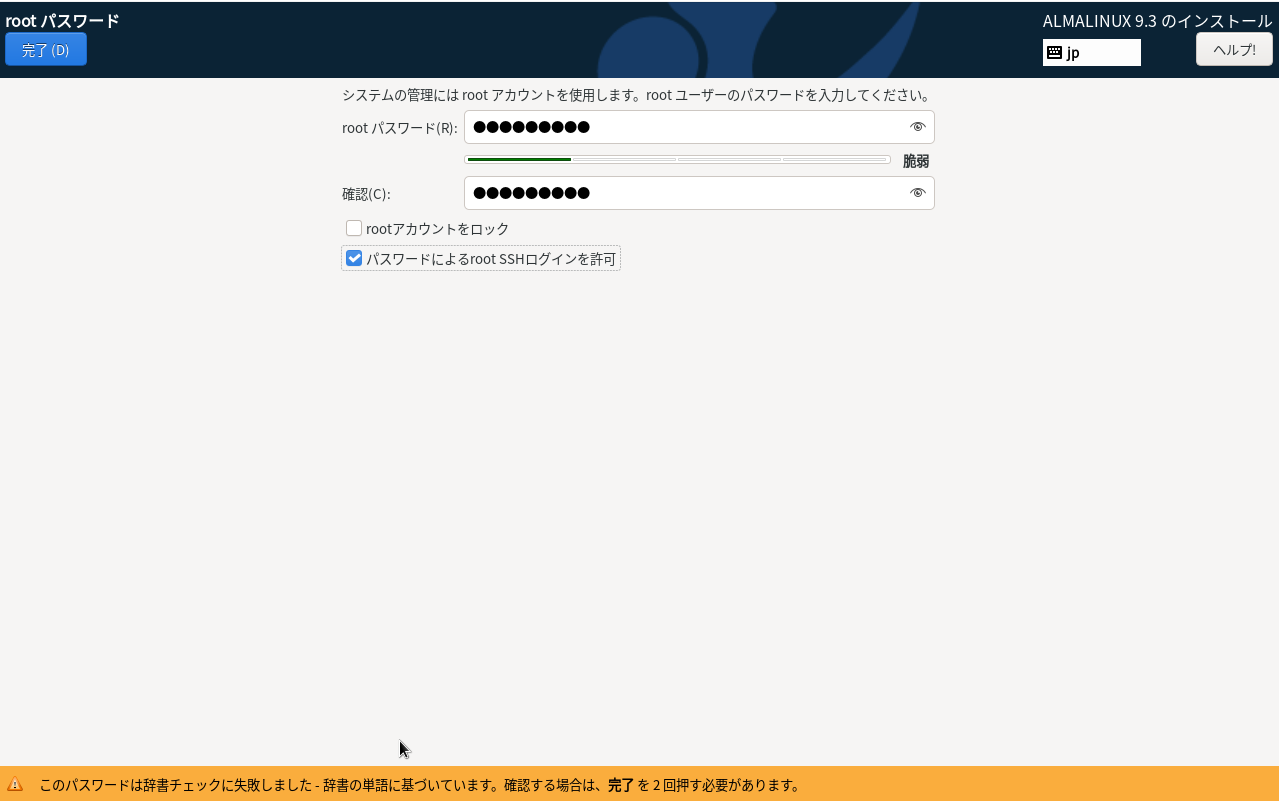 root パスワード
ALMALINUX 9.3 のインストール
完了 (D)
jp
ヘルプ!
システムの管理には root アカウントを使用します。root ユーザーのパスワードを入力してください。
root パスワード(R):
●●●●●●●●●
脆弱
確認(C):
●●●●●●●●●
rootアカウントをロック
パスワードによるroot SSHログインを許可
このパスワードは辞書チェックに失敗しました - 辞書の単語に基づいています。確認する場合は、完了 を 2 回押す必要があります。